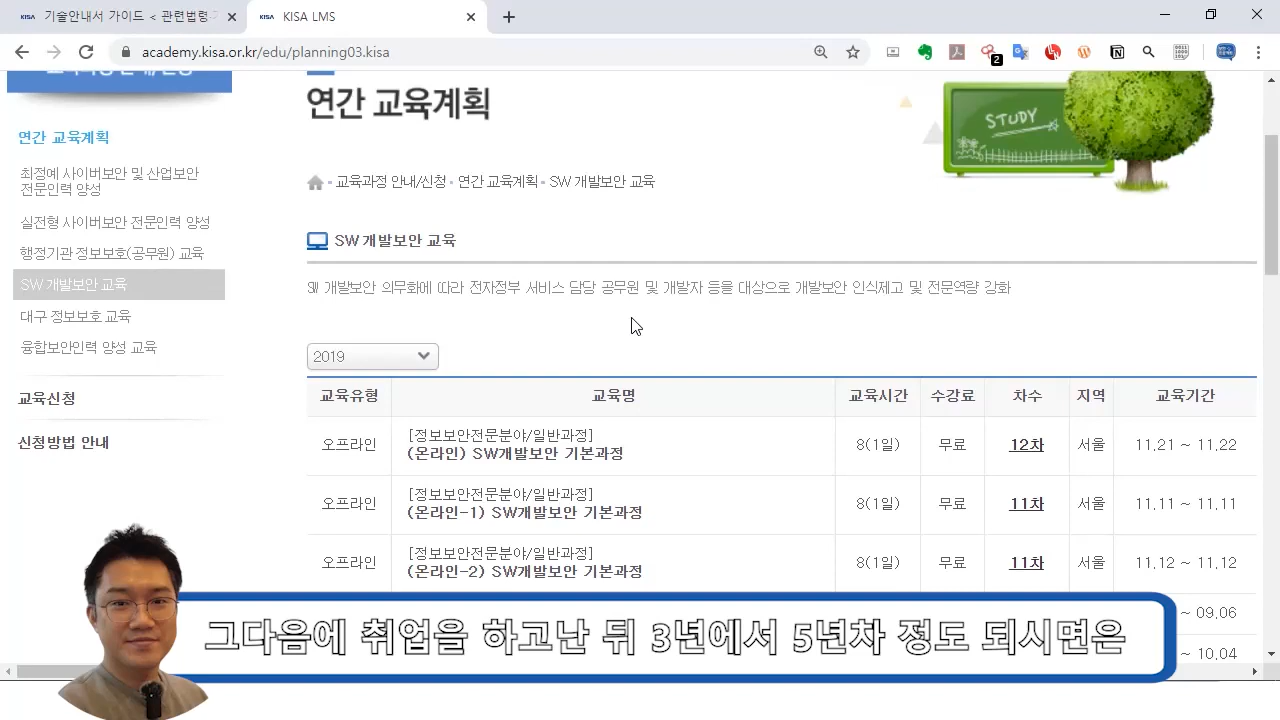 KISA 기술안내서 가이드 < 관련법령
KISA KISA LMS
academy.kisa.or.kr/edu/planning03.kisa
2
연간 교육계획
최정예 사이버보안 및 산업보안
전문인력 양성
실전형 사이버보안 전문인력 양성
행정기관 정보보호(공무원) 교육
SW 개발보안 교육
대구 정보보호 교육
융합보안인력 양성 교육
교육신청
신청방법 안내
연간 교육계획
STUDY
교육과정 안내/신청 연간 교육계획 SW 개발보안 교육
SW 개발보안 교육
SW 개발보안 의무화에 따라 전자정부 서비스 담당 공무원 및 개발자 등을 대상으로 개발보안 인식제고 및 전문역량 강화
2019
교육유형 교육명 교육시간 수강료 차수 지역 교육기간
오프라인 [정보보안전문분야/일반과정] (온라인) SW개발보안 기본과정 8(1일) 무료 12차 서울 11.21 ~ 11.22
오프라인 [정보보안전문분야/일반과정] (온라인-1) SW개발보안 기본과정 8(1일) 무료 11차 서울 11.11 ~ 11.11
오프라인 [정보보안전문분야/일반과정] (온라인-2) SW개발보안 기본과정 8(1일) 무료 11차 서울 11.12 ~ 11.12
~ 09.06
~ 10.04
그다음에 취업을 하고난 뒤 3년에서 5년차 정도 되시면은